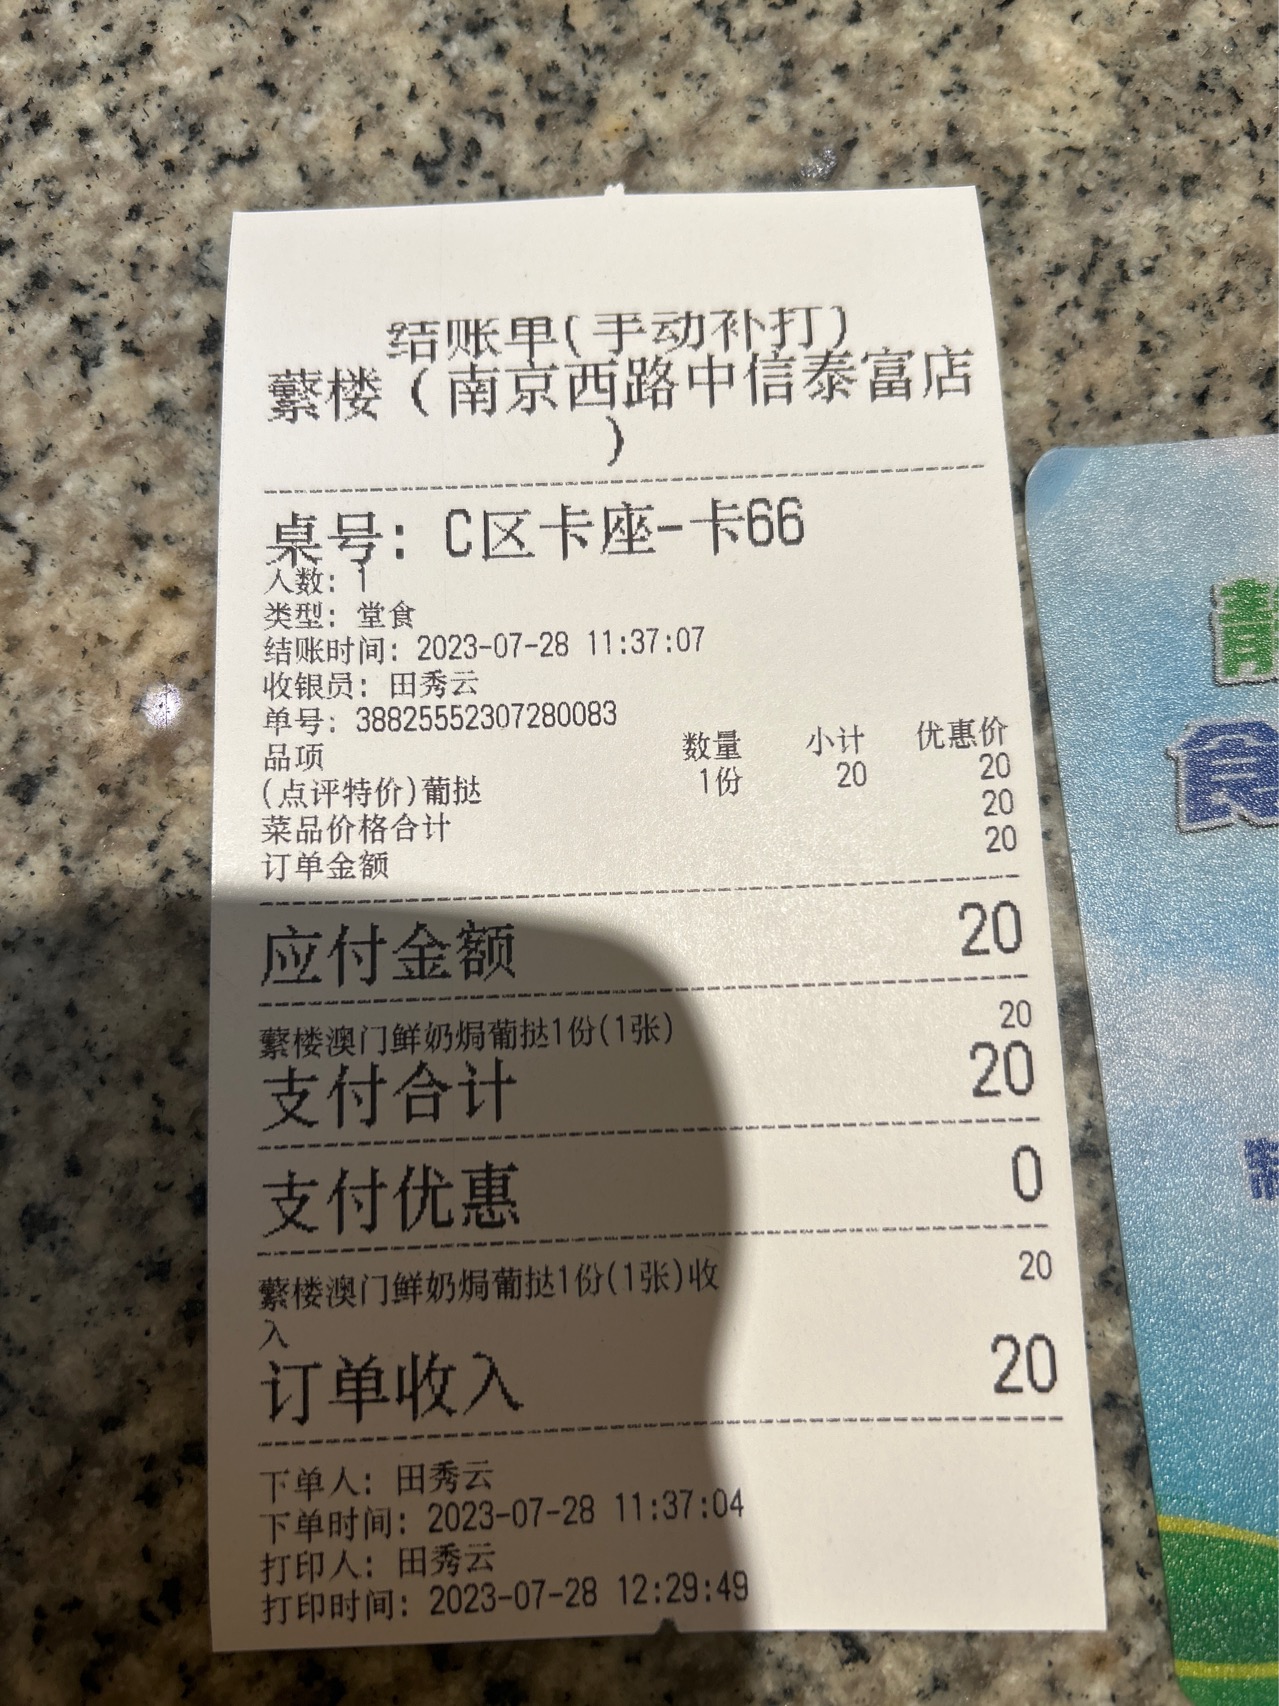 结账单(手动补打)
蘩楼（南京西路中信泰富店
）
桌号: C区卡座-卡66
人数: 1
类型: 堂食
结账时间: 2023-07-28 11:37:07
收银员: 田秀云
单号: 38825552307280083
品项 数量 小计 优惠价
(点评特价)葡挞 1份 20 20
菜品价格合计 20
订单金额 20
应付金额 20
蘩楼澳门鲜奶焗葡挞1份(1张) 20
支付合计 20
支付优惠 0
蘩楼澳门鲜奶焗葡挞1份(1张)收 20
入
订单收入 20
下单人: 田秀云
下单时间: 2023-07-28 11:37:04
打印人: 田秀云
打印时间: 2023-07-28 12:29:49
食